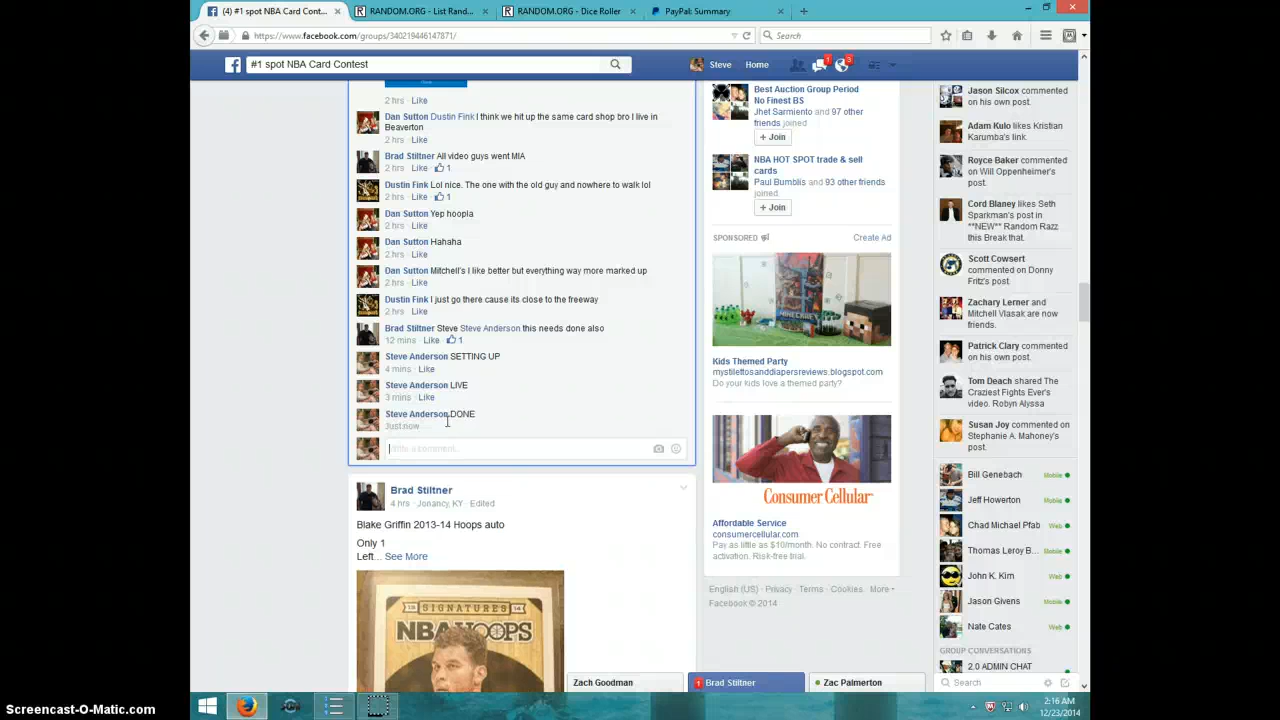 (4) #1 spot NBA Card Cont...
RANDOM.ORG - List Rand...
RANDOM.ORG - Dice Roller
PayPal: Summary
https://www.facebook.com/groups/340219446147871/
Search
#1 spot NBA Card Contest
Steve
Home
1
3
2 hrs · Like
Dan Sutton Dustin Fink I think we hit up the same card shop bro I live in
Beaverton
2 hrs · Like
Brad Stiltner All video guys went MIA
2 hrs · Like · 1
Dustin Fink Lol nice. The one with the old guy and nowhere to walk lol
2 hrs · Like · 1
Dan Sutton Yep hoopla
2 hrs · Like
Dan Sutton Hahaha
2 hrs · Like
Dan Sutton Mitchell's I like better but everything way more marked up
2 hrs · Like
Dustin Fink I just go there cause its close to the freeway
2 hrs · Like
Brad Stiltner Steve Steve Anderson this needs done also
12 mins · Like · 1
Steve Anderson SETTING UP
4 mins · Like
Steve Anderson LIVE
3 mins · Like
Steve Anderson DONE
Just now
Write a comment...
Brad Stiltner
4 hrs · Jonancy, KY · Edited
Blake Griffin 2013-14 Hoops auto
Only 1
Left... See More
SIGNATURES
NBA HOOPS
Best Auction Group Period
No Finest BS
Jhet Sarmiento and 97 other
friends joined
+ Join
NBA HOT SPOT trade & sell
cards
Paul Bumblis and 93 other friends
joined.
+ Join
SPONSORED
Create Ad
Kids Themed Party
mystilettosanddiapersreviews.blogspot.com
Do your kids love a themed party?
Consumer Cellular
Affordable Service
consumercellular.com
Pay as little as $10/month. No contract. Free
activation. Risk-free trial.
English (US) · Privacy · Terms · Cookies · More
Facebook © 2014
Jason Silcox commented
on his own post.
Adam Kulo likes Kristian
Karumba's link.
Royce Baker commented
on Will Oppenheimer's
post.
Cord Blaney likes Seth
Sparkman's post in
**NEW** Random Razz
this Break that.
Scott Cowsert
commented on Donny
Fritz's post.
Zachary Lerner and
Mitchell Vlasak are now
friends.
Patrick Clary commented
on his own post.
Tom Deach shared The
Craziest Fights Ever's
video. Robyn Alyssa
Susan Joy commented on
Stephanie A. Mahoney's
post.
Bill Genebach Mobile
Jeff Howerton Mobile
Chad Michael Pfab Web
Thomas Leroy B... Mobile
John K. Kim Web
Jason Givens Mobile
Nate Cates Web
GROUP CONVERSATIONS
2.0 ADMIN CHAT
Search
Zach Goodman
1 Brad Stiltner
Zac Palmerton
2:16 AM
12/23/2014
Screencast-O-Matic.com